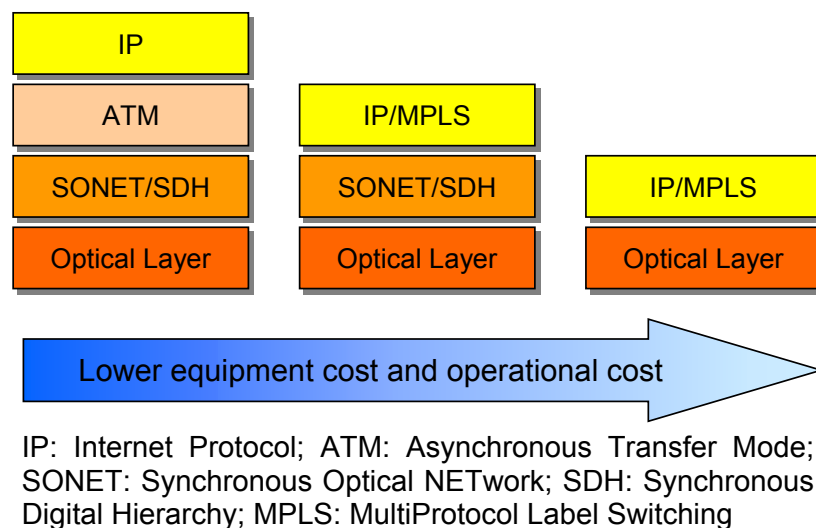 IP
ATM IP/MPLS
SONET/SDH SONET/SDH IP/MPLS
Optical Layer Optical Layer Optical Layer
Lower equipment cost and operational cost
IP: Internet Protocol; ATM: Asynchronous Transfer Mode;
SONET: Synchronous Optical NETwork; SDH: Synchronous
Digital Hierarchy; MPLS: MultiProtocol Label Switching